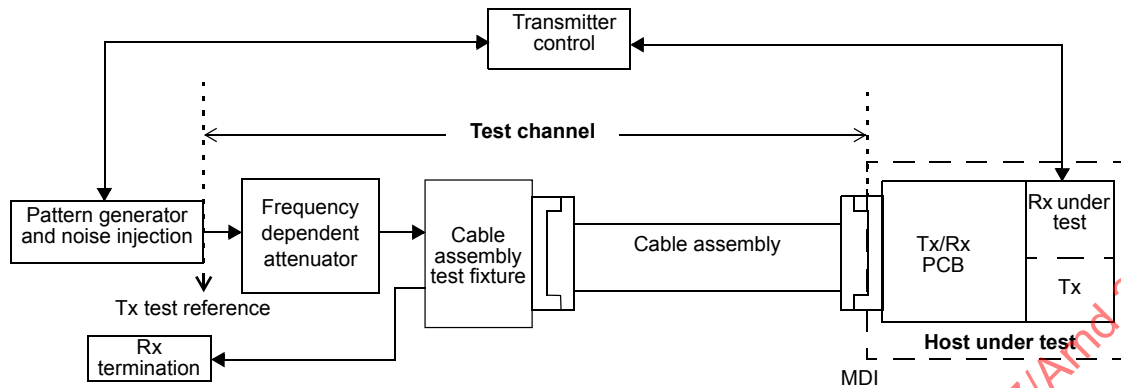 Transmitter
control
Test channel
Pattern generator
and noise injection
Frequency
dependent
attenuator
Cable
assembly
test fixture
Cable assembly
Tx/Rx
PCB
Rx under
test
Tx
Tx test reference
Rx
termination
Host under test
MDI